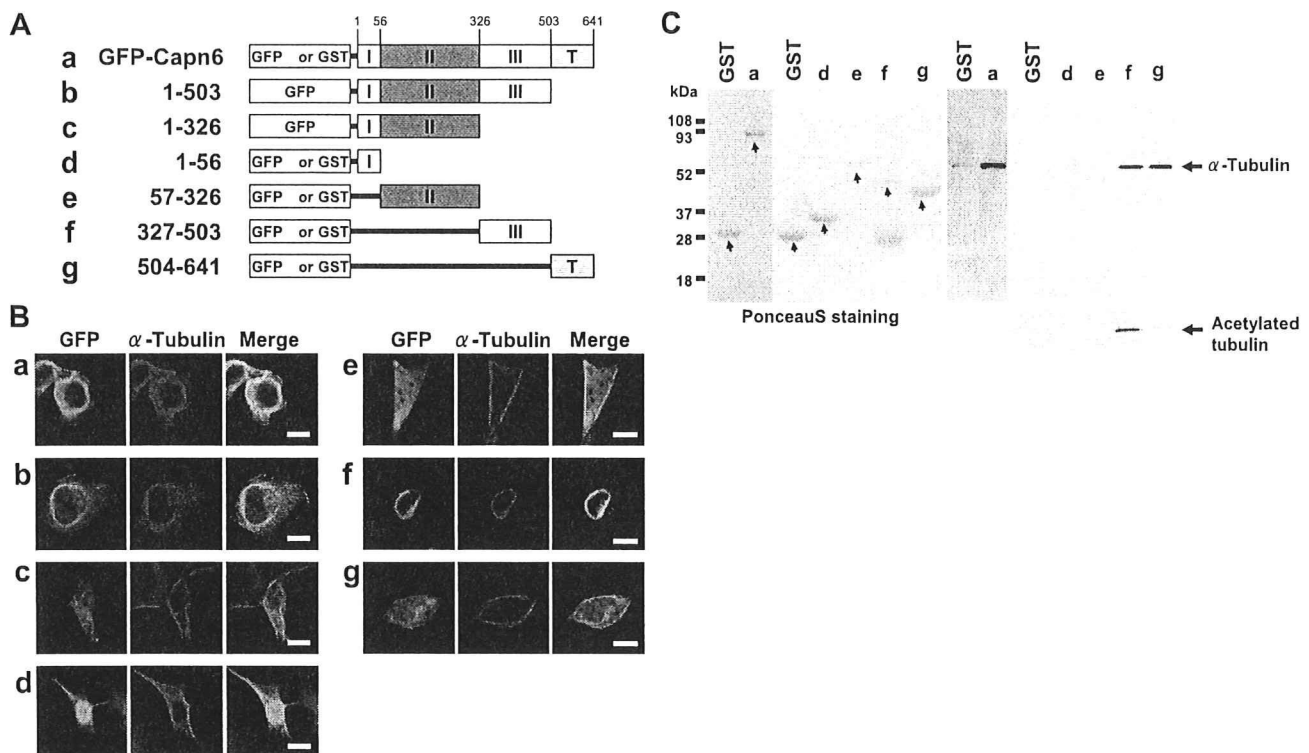 A
1 56 326 503 641
a GFP-Capn6 GFP or GST I II III T
b 1-503 GFP I II III
c 1-326 GFP I II
d 1-56 GFP or GST I
e 57-326 GFP or GST II
f 327-503 GFP or GST III
g 504-641 GFP or GST T
B
GFP α-Tubulin Merge
a
b
c
d
GFP α-Tubulin Merge
e
f
g
C
GST a GST d e f g GST a GST d e f g
kDa
108
93
52
37
28
18
α-Tubulin
PonceauS staining
Acetylated
tubulin